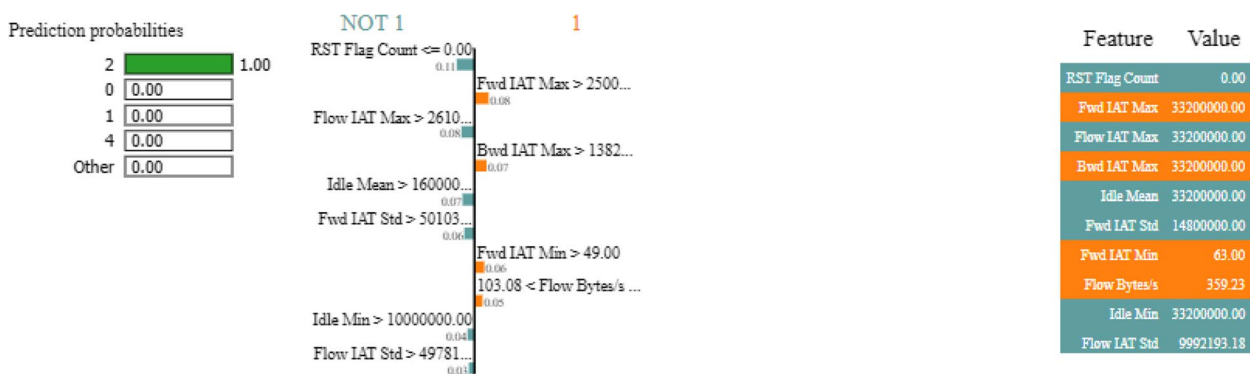 Prediction probabilities
2 1.00
0 0.00
1 0.00
4 0.00
Other 0.00
NOT 1 1
RST Flag Count <= 0.00
0.11
Fwd IAT Max > 2500...
0.08
Flow IAT Max > 2610...
0.08
Bwd IAT Max > 1382...
0.07
Idle Mean > 160000...
0.07
Fwd IAT Std > 50103...
0.06
Fwd IAT Min > 49.00
0.06
103.08 < Flow Bytes/s ...
0.05
Idle Min > 10000000.00
0.04
Flow IAT Std > 49781...
0.03
Feature Value
RST Flag Count 0.00
Fwd IAT Max 33200000.00
Flow IAT Max 33200000.00
Bwd IAT Max 33200000.00
Idle Mean 33200000.00
Fwd IAT Std 14800000.00
Fwd IAT Min 63.00
Flow Bytes/s 359.23
Idle Min 33200000.00
Flow IAT Std 9992193.18